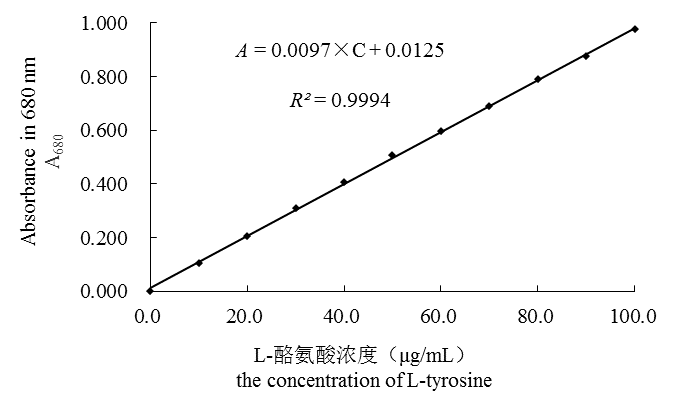 1.000
A = 0.0097×C+0.0125
0.800
R² = 0.9994
0.600
0.400
0.200
0.000
Absorbance in 680 nm
A680
0.0
20.0
40.0
60.0
80.0
100.0
L-酪氨酸浓度（μg/mL）
the concentration of L-tyrosine